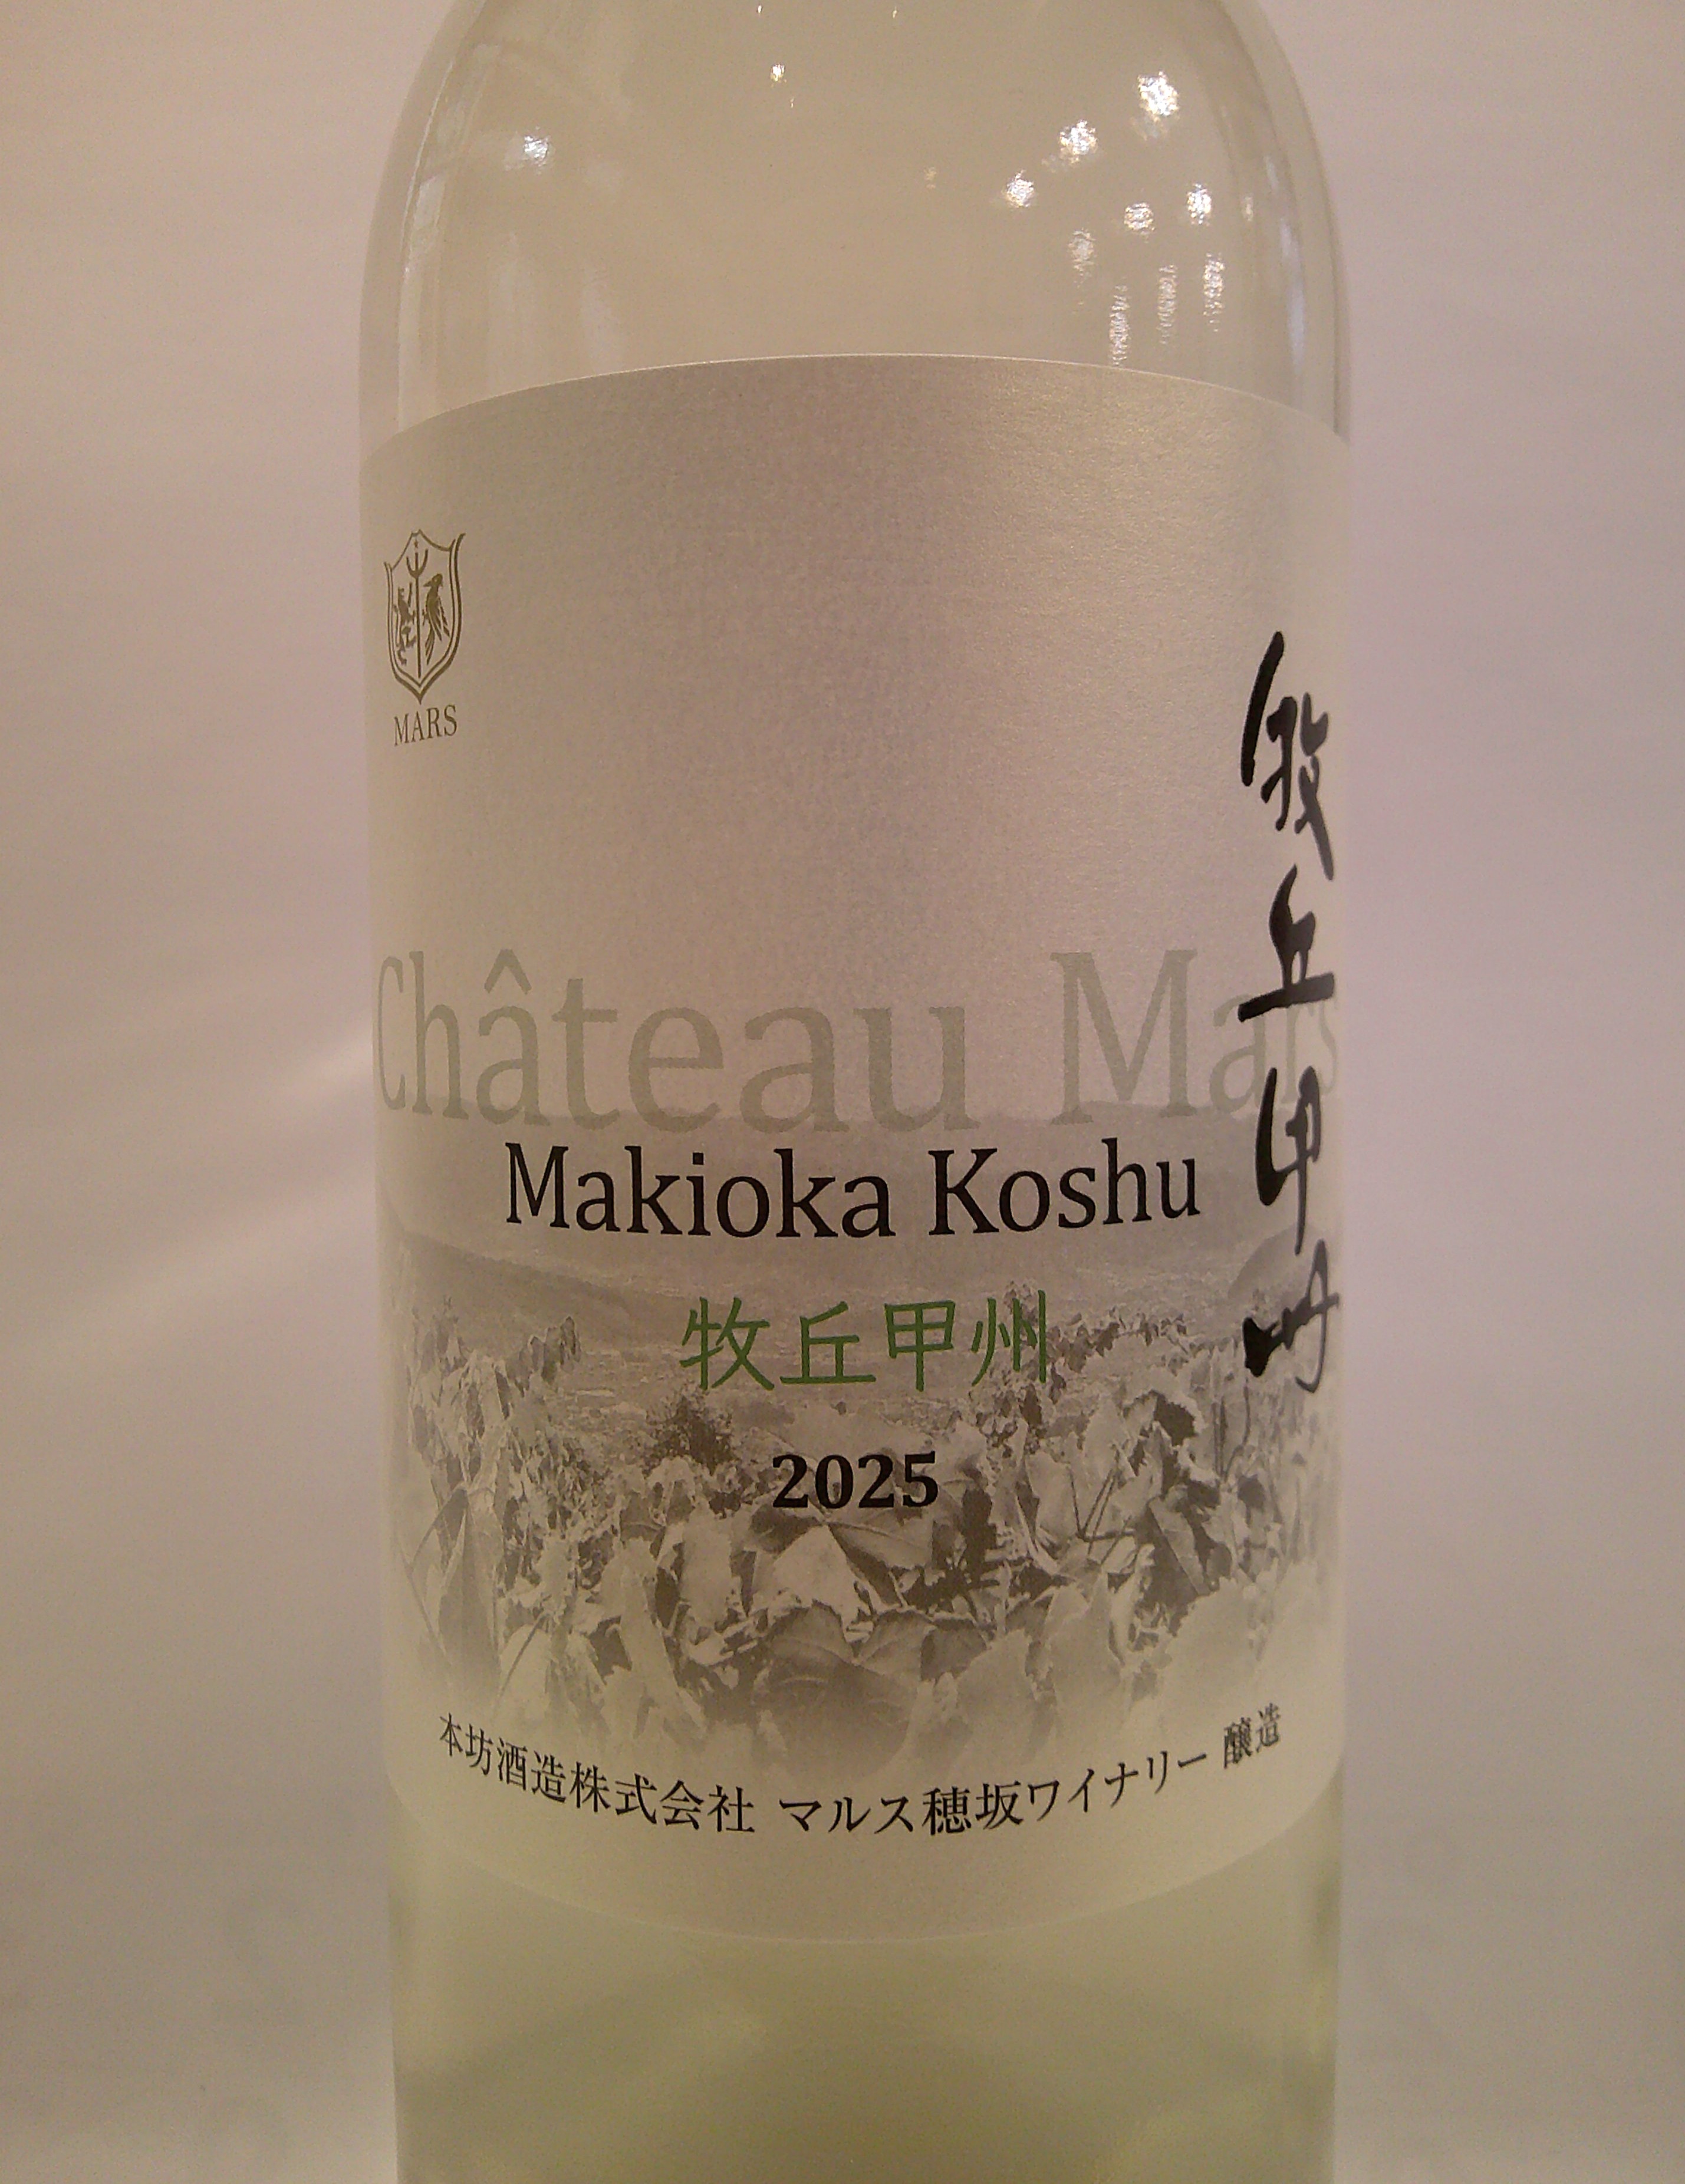 MARS
Château Mars
Makioka Koshu
牧丘甲州
2025
牧丘甲州
本坊酒造株式会社 マルス穂坂ワイナリー 醸造